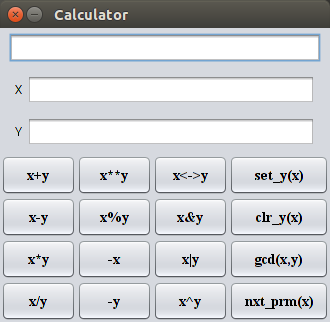 Calculator
X
Y
x+y x**y x<->y set_y(x)
x-y x%y x&y clr_y(x)
x*y -x x|y gcd(x,y)
x/y -y x^y nxt_prm(x)